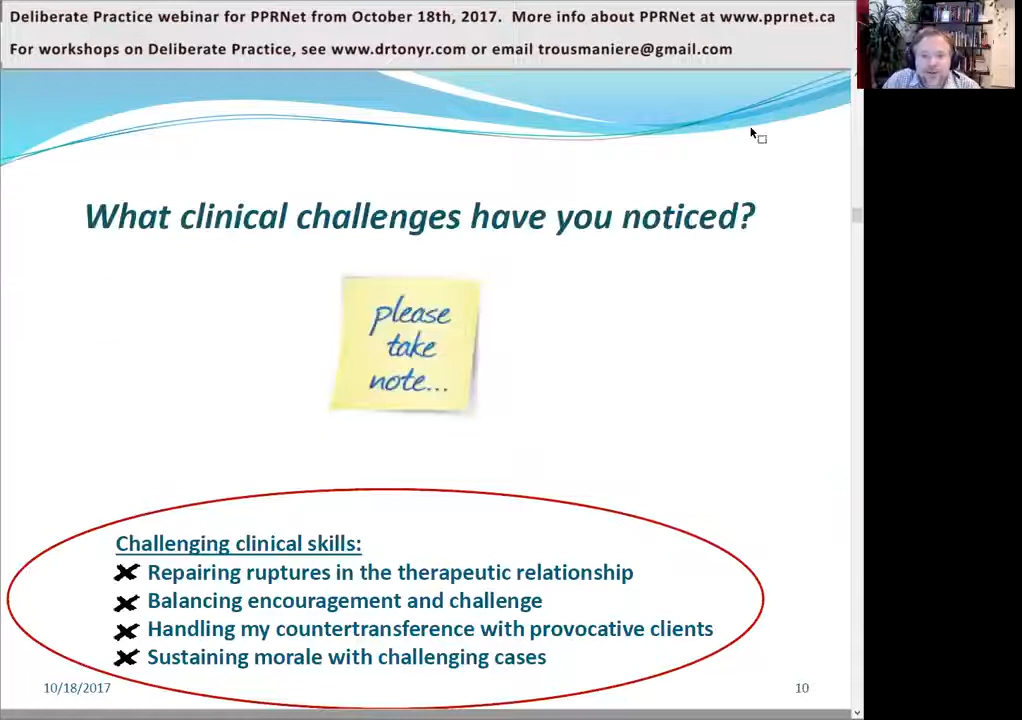 Deliberate Practice webinar for PPRNet from October 18th, 2017. More info about PPRNet at www.pprnet.ca
For workshops on Deliberate Practice, see www.drtonyr.com or email trousmaniere@gmail.com
What clinical challenges have you noticed?
please
take
note...
Challenging clinical skills:
Repairing ruptures in the therapeutic relationship
Balancing encouragement and challenge
Handling my countertransference with provocative clients
Sustaining morale with challenging cases
10/18/2017
10